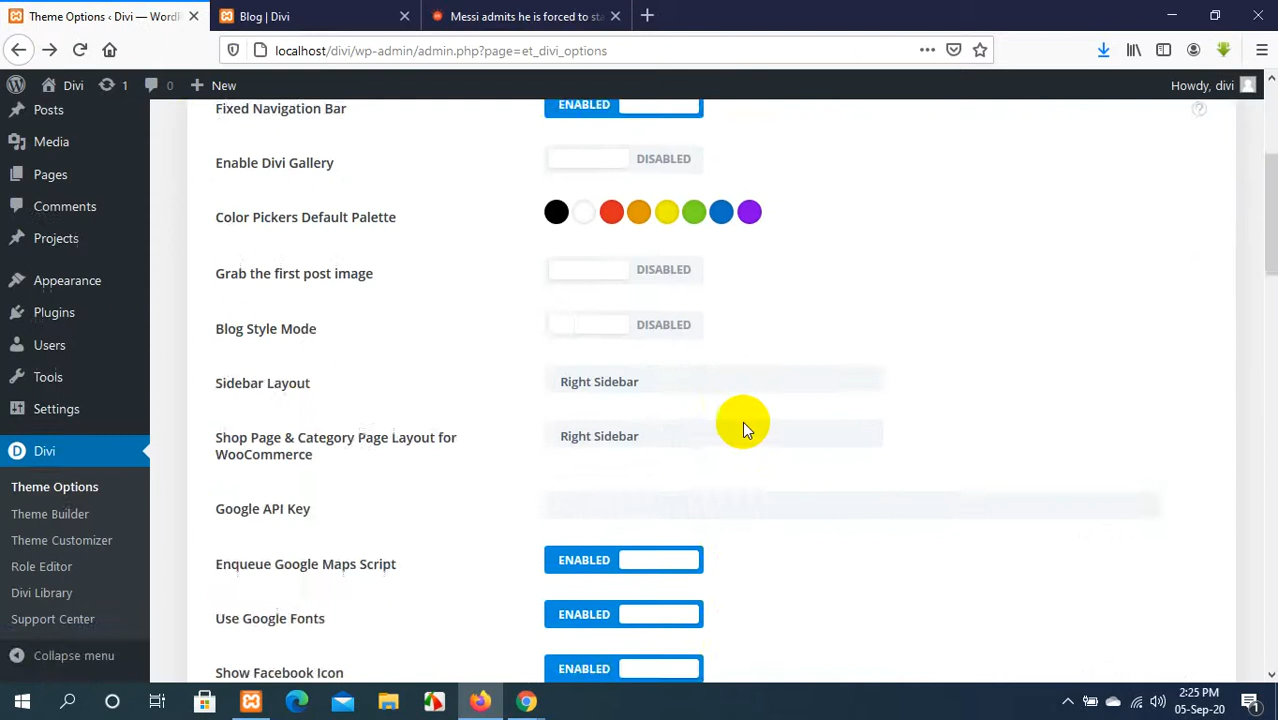 Theme Options ‹ Divi — WordP
Blog | Divi
Messi admits he is forced to sta
localhost/divi/wp-admin/admin.php?page=et_divi_options
Divi
1
0
New
Howdy, divi
Posts
Media
Pages
Comments
Projects
Appearance
Plugins
Users
Tools
Settings
Divi
Theme Options
Theme Builder
Theme Customizer
Role Editor
Divi Library
Support Center
Collapse menu
Fixed Navigation Bar
ENABLED
Enable Divi Gallery
DISABLED
Color Pickers Default Palette
Grab the first post image
DISABLED
Blog Style Mode
DISABLED
Sidebar Layout
Right Sidebar
Shop Page & Category Page Layout for
WooCommerce
Right Sidebar
Google API Key
Enqueue Google Maps Script
ENABLED
Use Google Fonts
ENABLED
Show Facebook Icon
ENABLED
2:25 PM
05-Sep-20